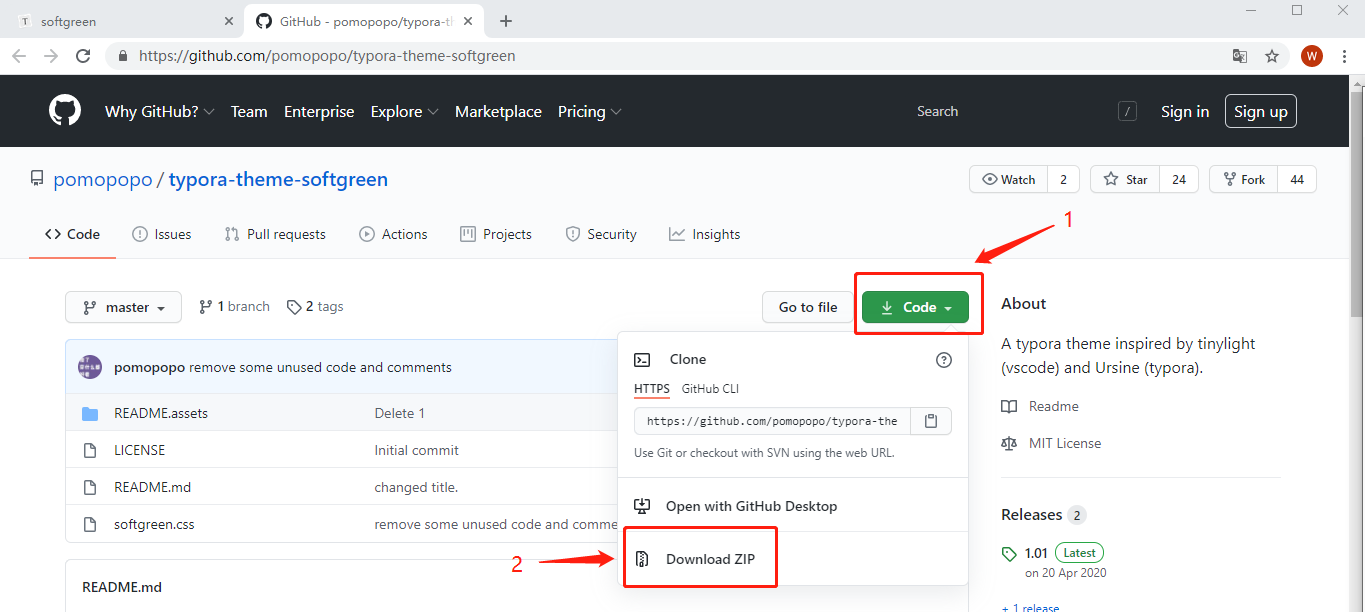 softgreen
GitHub - pomopopo/typora-th
https://github.com/pomopopo/typora-theme-softgreen
W
Why GitHub? Team Enterprise Explore Marketplace Pricing Search / Sign in Sign up
pomopopo / typora-theme-softgreen
Watch 2 Star 24 Fork 44
1
Code Issues Pull requests Actions Projects Security Insights
master 1 branch 2 tags Go to file Code
About
A typora theme inspired by tinylight
(vscode) and Ursine (typora).
Readme
MIT License
Releases 2
1.01 Latest
on 20 Apr 2020
+ 1 release
pomopopo remove some unused code and comments
README.assets Delete 1
LICENSE Initial commit
README.md changed title.
softgreen.css remove some unused code and comme
README.md
Clone
HTTPS GitHub CLI
https://github.com/pomopopo/typora-the
Use Git or checkout with SVN using the web URL.
Open with GitHub Desktop
2
Download ZIP